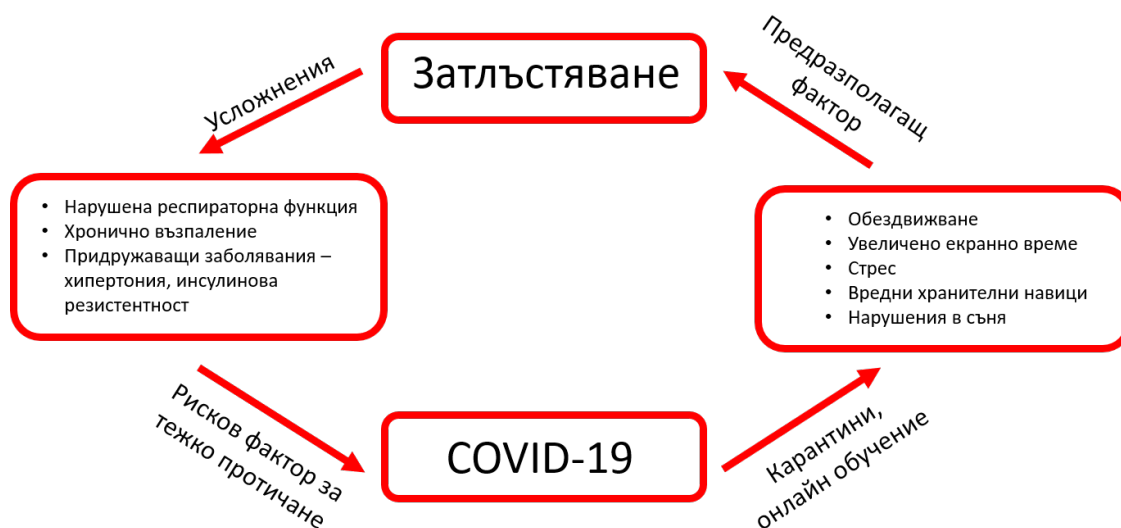 Затлъстяване
Предразполагащ
фактор
Усложнения
• Нарушена респираторна функция
• Хронично възпаление
• Придружаващи заболявания –
хипертония, инсулинова
резистентност
• Обездвижване
• Увеличено екранно време
• Стрес
• Вредни хранителни навици
• Нарушения в съня
Рисков фактор за
тежко протичане
COVID-19
Карантини,
онлайн обучение